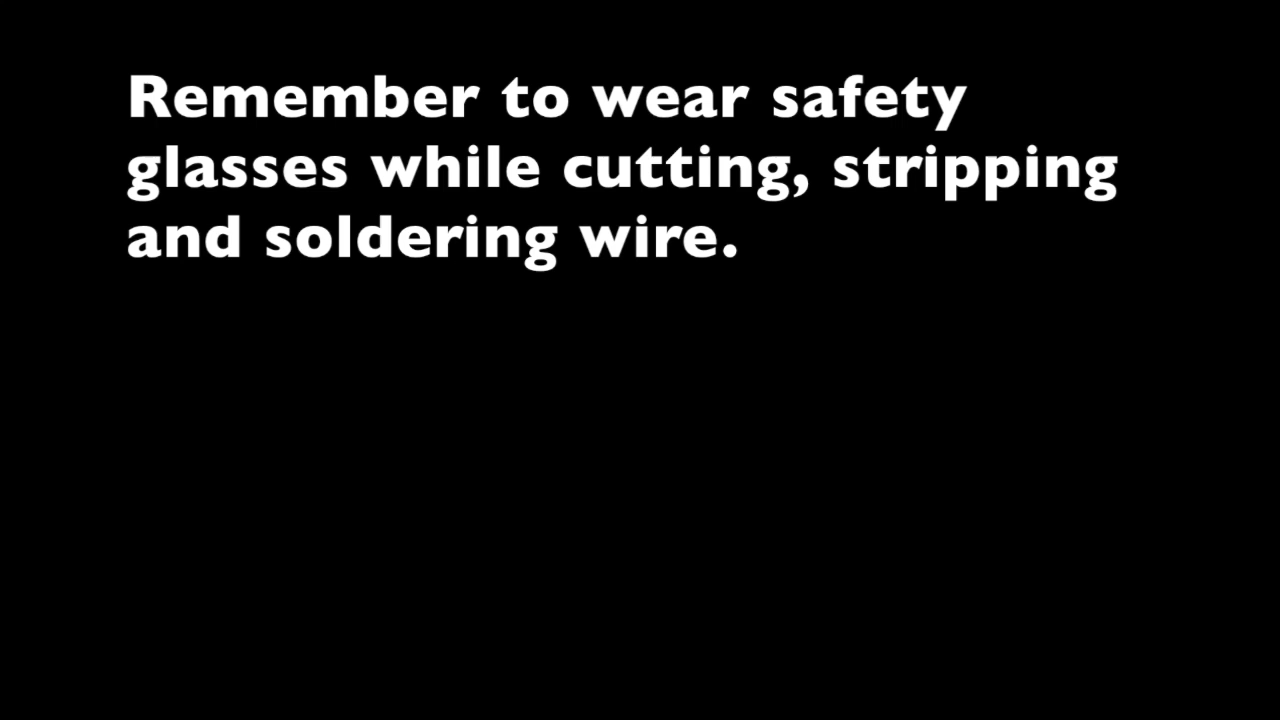 Remember to wear safety
glasses while cutting, stripping
and soldering wire.